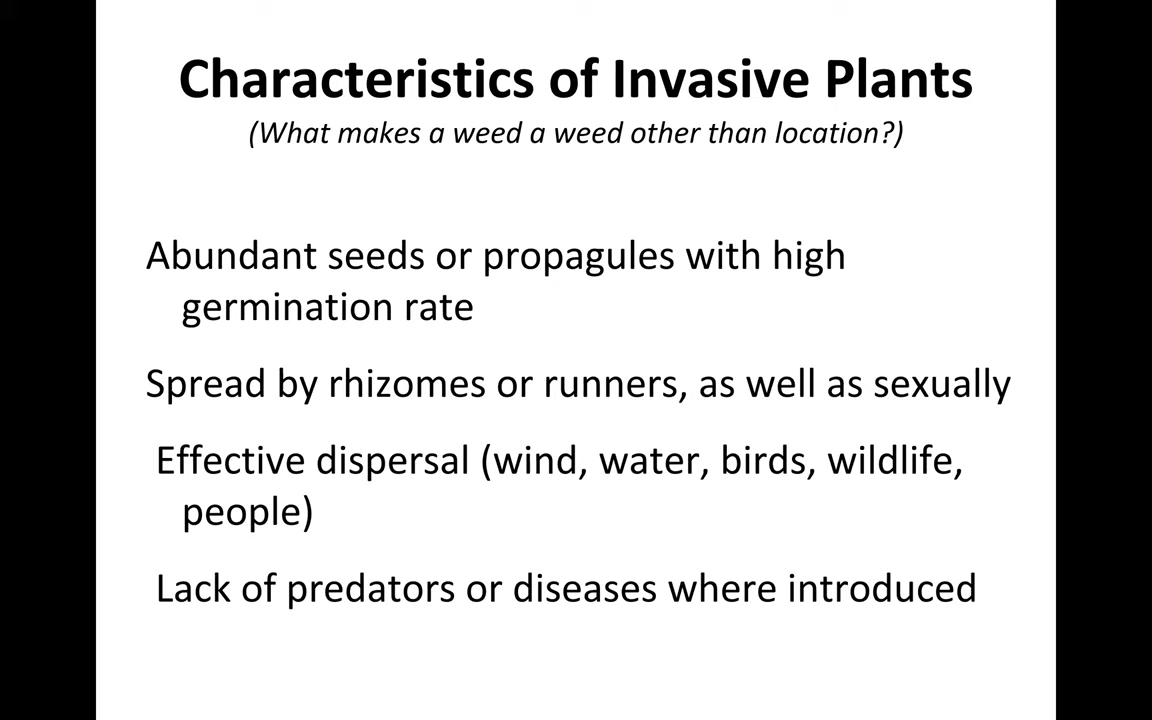 Characteristics of Invasive Plants
(What makes a weed a weed other than location?)
Abundant seeds or propagules with high
germination rate
Spread by rhizomes or runners, as well as sexually
Effective dispersal (wind, water, birds, wildlife,
people)
Lack of predators or diseases where introduced